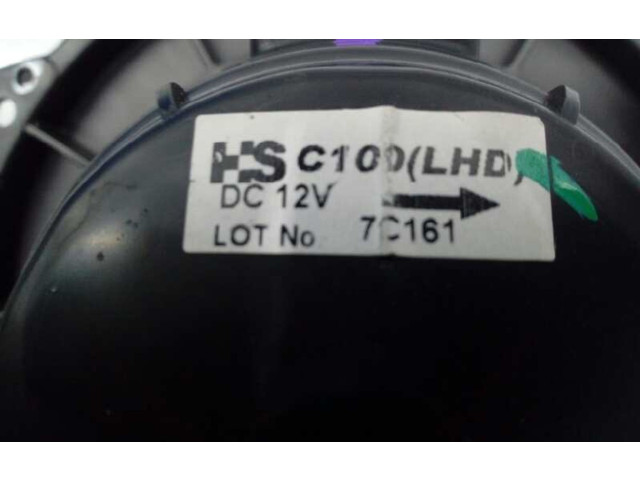 HS C100(LHD)
DC 12V
LOT No 7C161